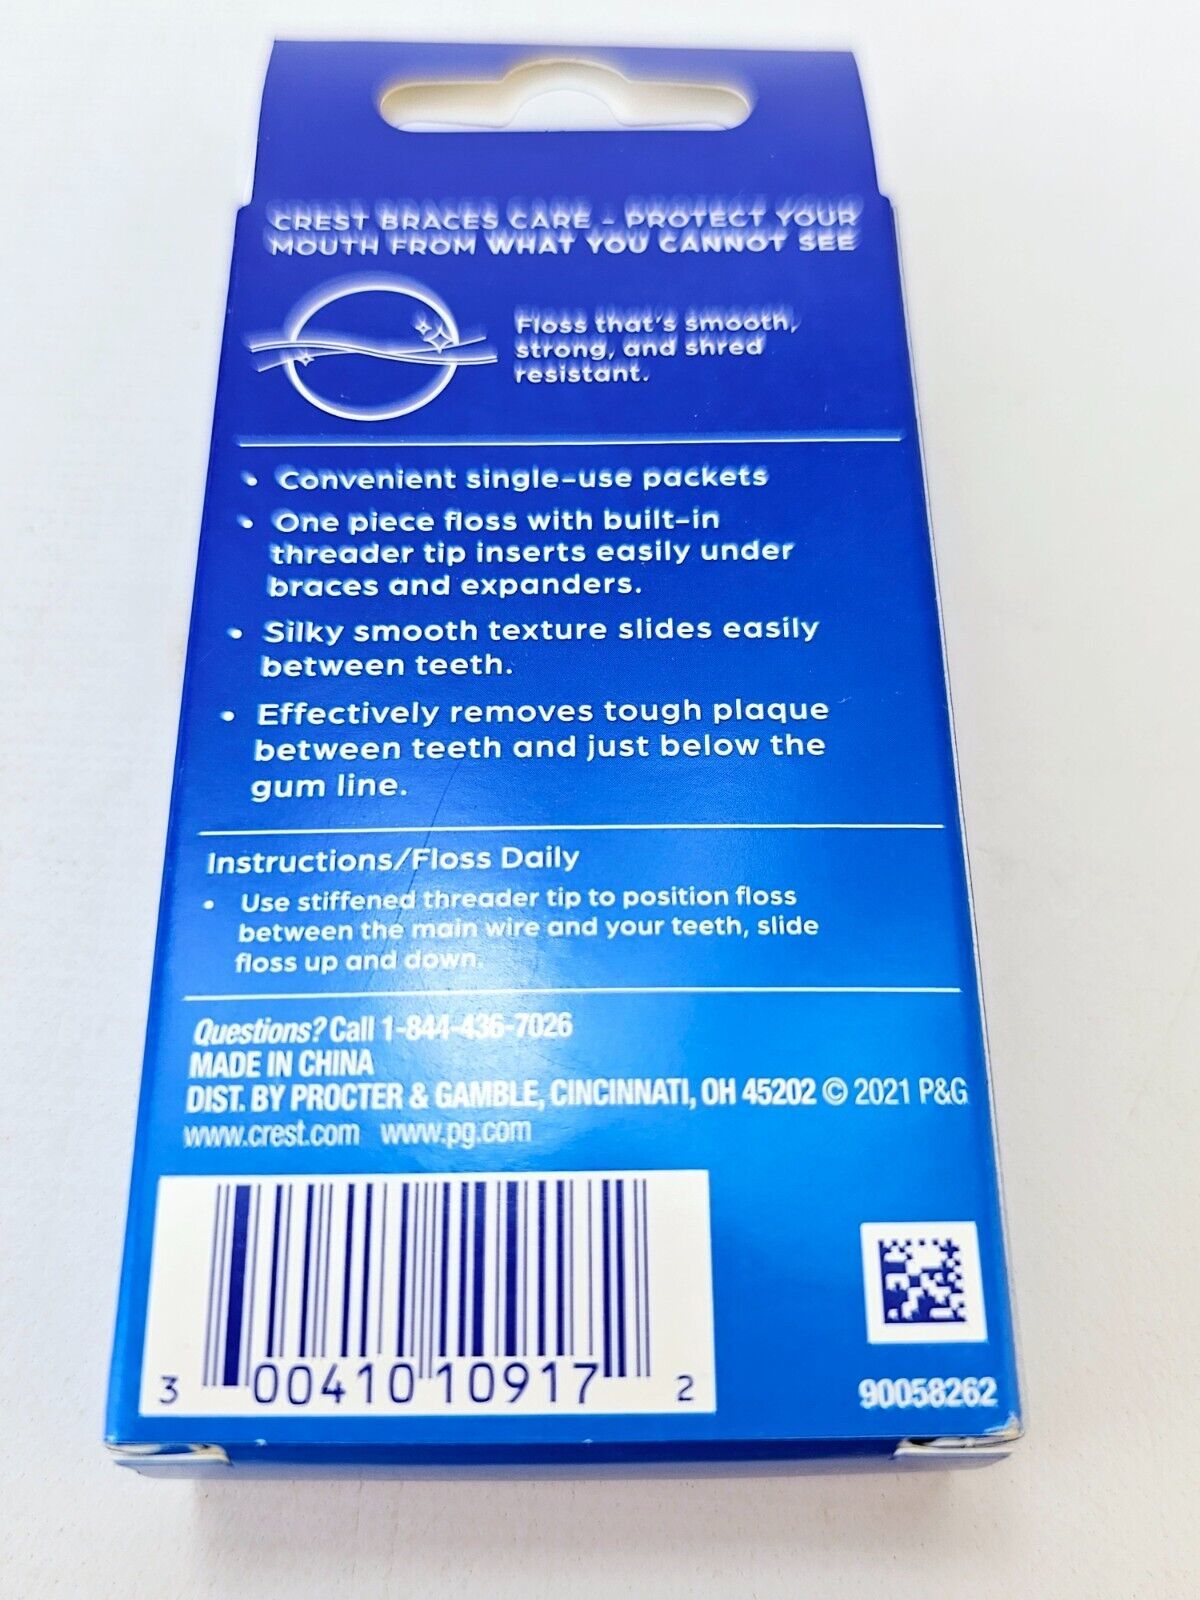 CREST BRACES CARE - PROTECT YOUR
MOUTH FROM WHAT YOU CANNOT SEE
Floss that's smooth,
strong, and shred
resistant.
• Convenient single-use packets
• One piece floss with built-in
threader tip inserts easily under
braces and expanders.
• Silky smooth texture slides easily
between teeth.
• Effectively removes tough plaque
between teeth and just below the
gum line.
Instructions/Floss Daily
• Use stiffened threader tip to position floss
between the main wire and your teeth, slide
floss up and down.
Questions? Call 1-844-436-7026
MADE IN CHINA
DIST. BY PROCTER & GAMBLE, CINCINNATI, OH 45202 © 2021 P&G
www.crest.com www.pg.com
3 00410 10917 2
90058262